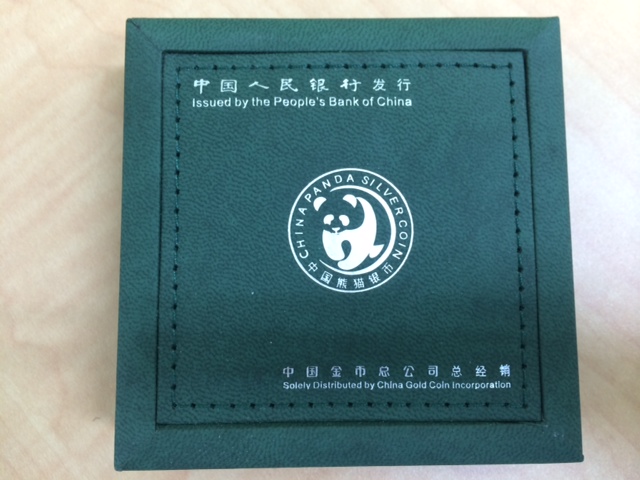 中国人民银行发行
Issued by the People's Bank of China
CHINA PANDA SILVER COIN
中国熊猫银币
中国金币总公司总经销
Solely Distributed by China Gold Coin Incorporation